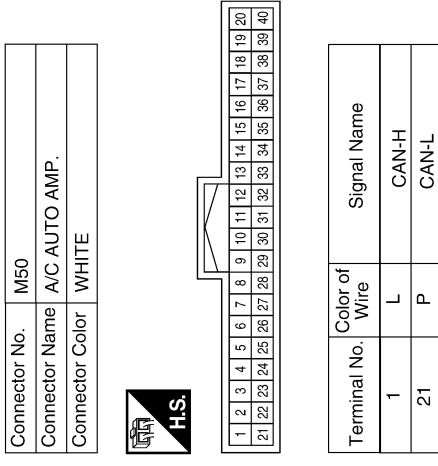 Connector No. M50
Connector Name A/C AUTO AMP.
Connector Color WHITE
H.S.
1 2 3 4 5 6 7 8 9 10 11 12 13 14 15 16 17 18 19 20
21 22 23 24 25 26 27 28 29 30 31 32 33 34 35 36 37 38 39 40
Terminal No. Color of Wire Signal Name
1 L CAN-H
21 P CAN-L